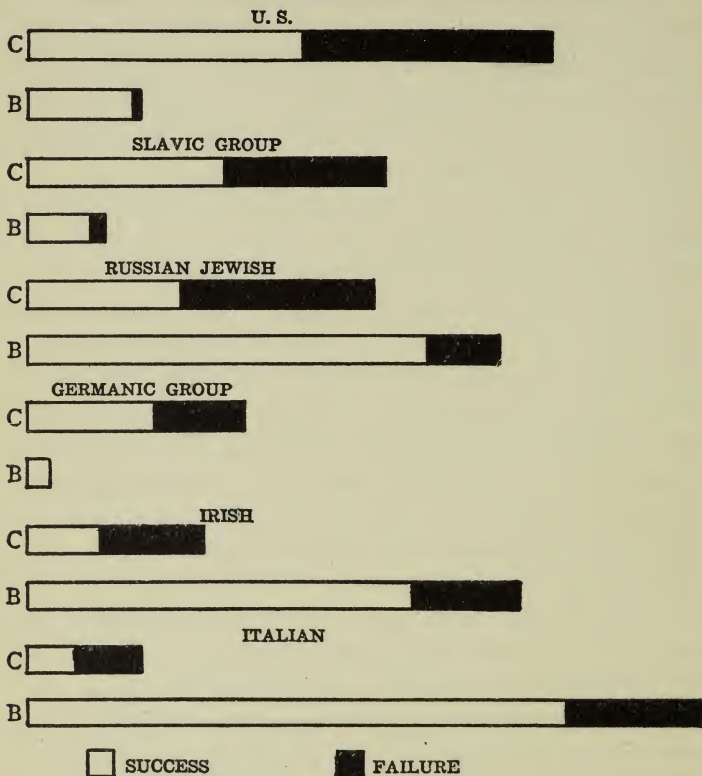 U. S.
C
B
SLAVIC GROUP
C
B
RUSSIAN JEWISH
C
B
GERMANIC GROUP
C
B
IRISH
C
B
ITALIAN
C
B
SUCCESS FAILURE